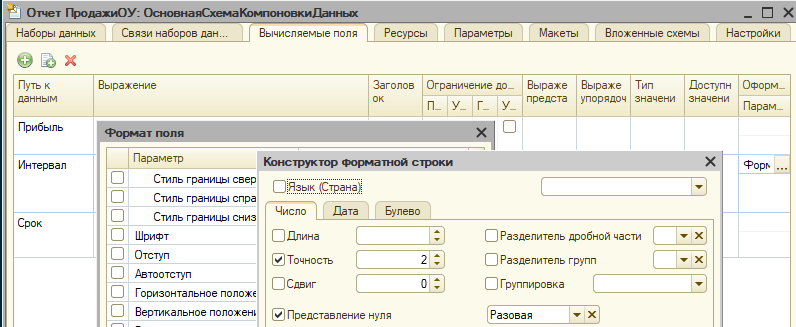 Отчет ПродажиОУ: ОсновнаяСхемаКомпоновкиДанных
Наборы данных Связи наборов дан... Вычисляемые поля Ресурсы Параметры Макеты Вложенные схемы Настройки
Путь к данным Выражение Заголовок Ограничение до... Выраже предста Выраже упорядоч Тип значени Доступн значени Оформ...
П... У... Г... У... Парам...
Прибыль
Формат поля
Интервал Форм ...
Конструктор форматной строки
Параметр
Язык (Страна)
Стиль границы свер
Стиль границы спра
Число Дата Булево
Срок
Стиль границы сниз
Шрифт
Длина Разделитель дробной части
Отступ
Точность 2 Разделитель групп
Автоотступ
Сдвиг 0 Группировка
Горизонтальное положе
Вертикальное положени
Представление нуля Разовая